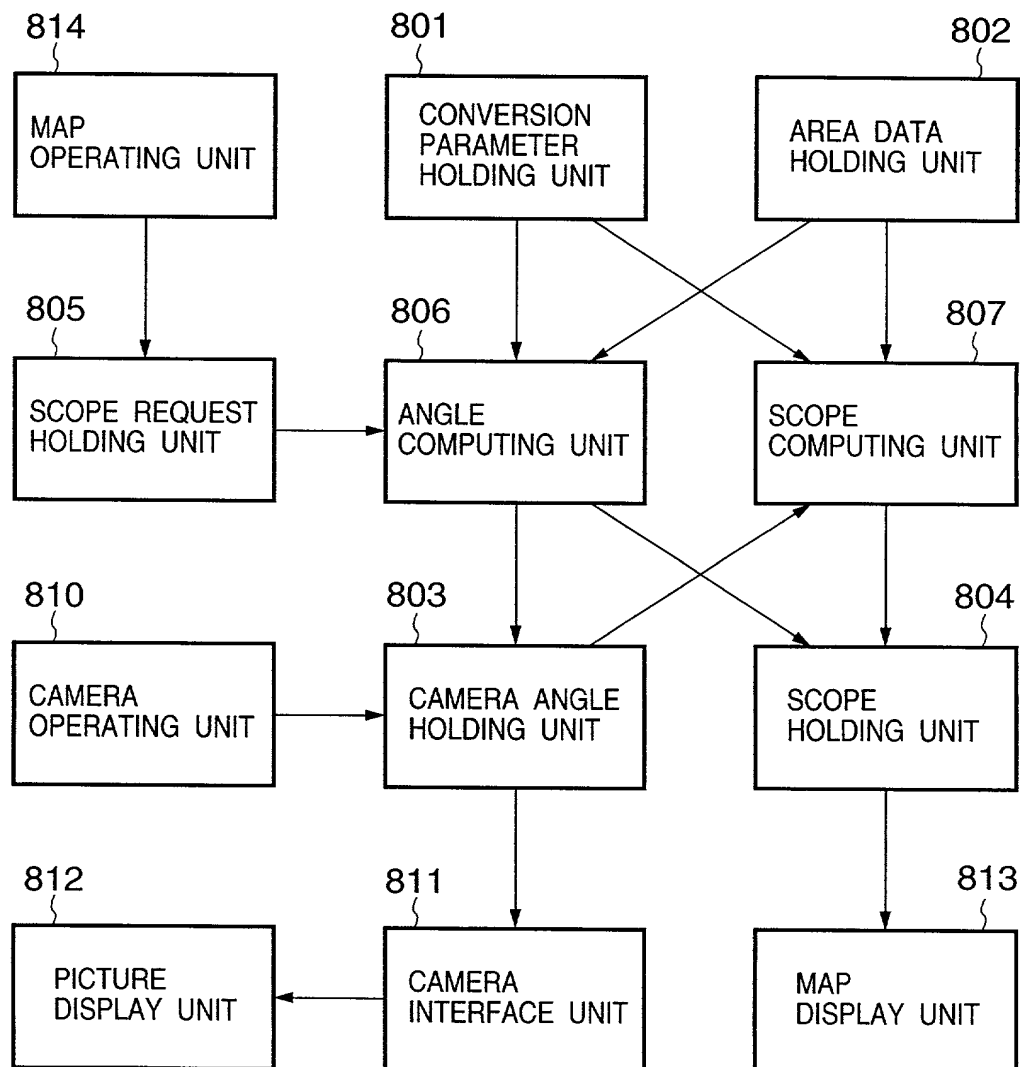 814
801
802
MAP
OPERATING UNIT
CONVERSION
PARAMETER
HOLDING UNIT
AREA DATA
HOLDING UNIT
805
806
807
SCOPE REQUEST
HOLDING UNIT
ANGLE
COMPUTING UNIT
SCOPE
COMPUTING UNIT
810
803
804
CAMERA
OPERATING UNIT
CAMERA ANGLE
HOLDING UNIT
SCOPE
HOLDING UNIT
812
811
813
PICTURE
DISPLAY UNIT
CAMERA
INTERFACE UNIT
MAP
DISPLAY UNIT